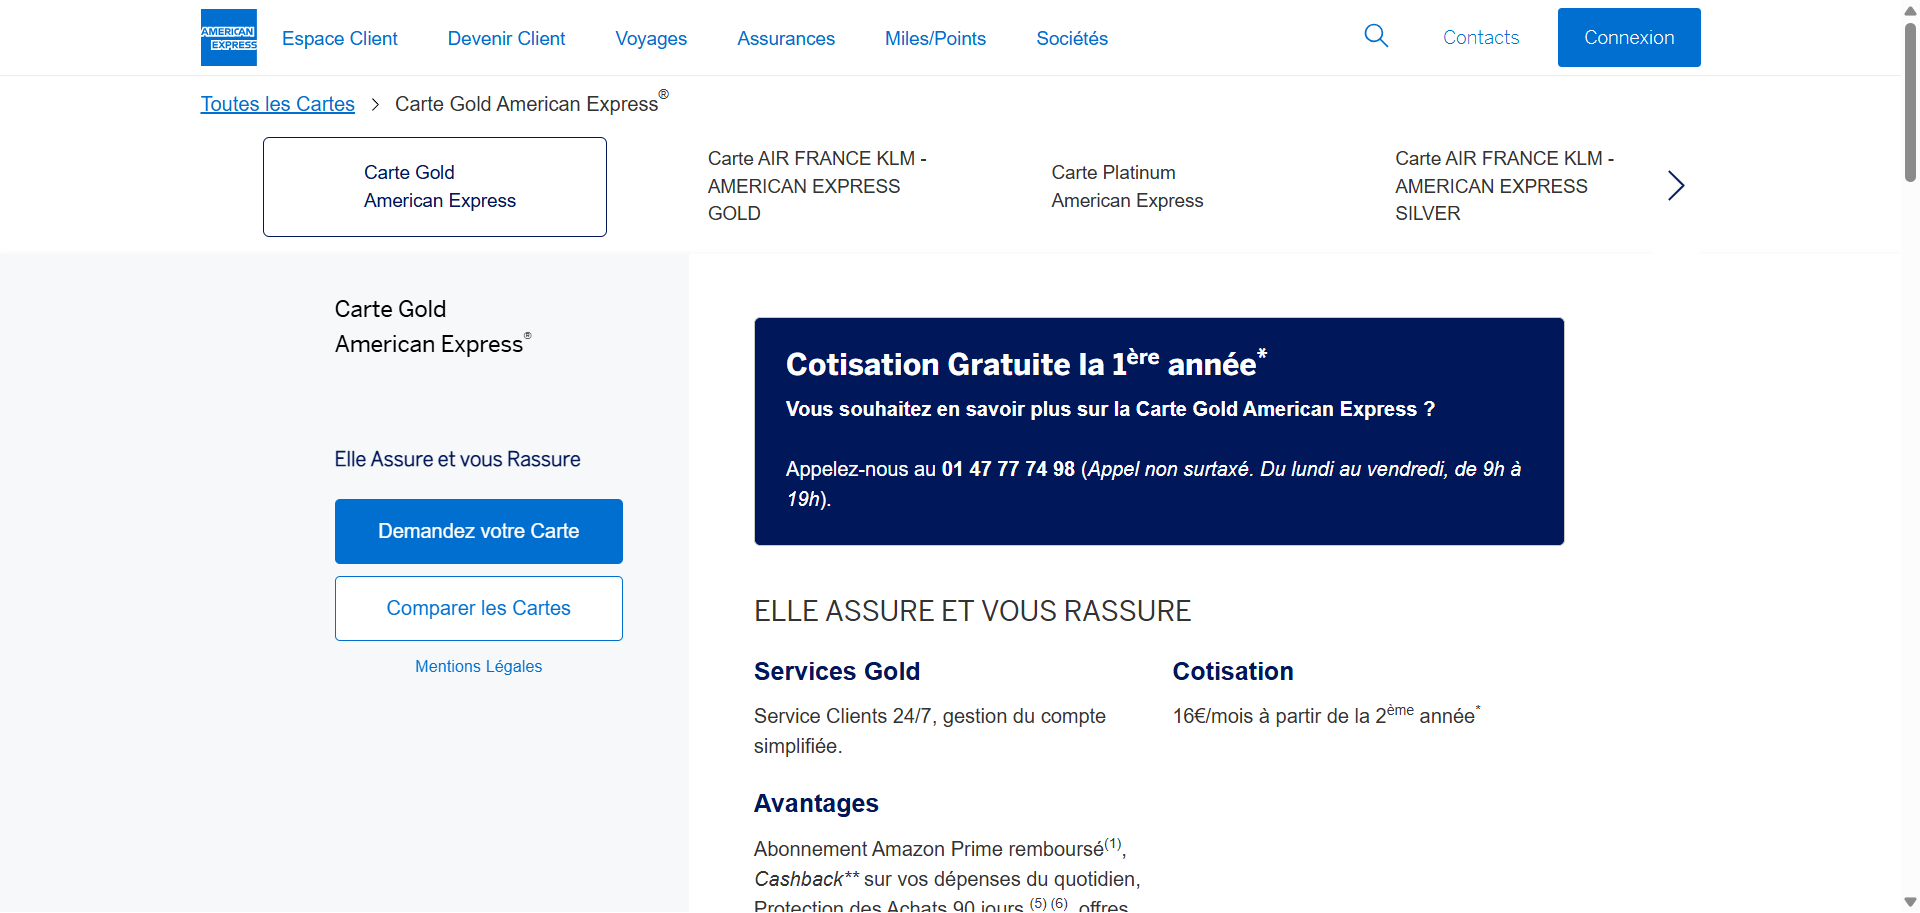 AMERICAN
EXPRESS
Espace Client
Devenir Client
Voyages
Assurances
Miles/Points
Sociétés
Contacts
Connexion
Toutes les Cartes > Carte Gold American Express®
Carte Gold
American Express
Carte AIR FRANCE KLM -
AMERICAN EXPRESS
GOLD
Carte Platinum
American Express
Carte AIR FRANCE KLM -
AMERICAN EXPRESS
SILVER
Carte Gold
American Express®
Elle Assure et vous Rassure
Demandez votre Carte
Comparer les Cartes
Mentions Légales
Cotisation Gratuite la 1ère année*
Vous souhaitez en savoir plus sur la Carte Gold American Express ?
Appelez-nous au 01 47 77 74 98 (Appel non surtaxé. Du lundi au vendredi, de 9h à
19h).
ELLE ASSURE ET VOUS RASSURE
Services Gold
Service Clients 24/7, gestion du compte
simplifiée.
Cotisation
16€/mois à partir de la 2ème année*
Avantages
Abonnement Amazon Prime remboursé(1),
Cashback** sur vos dépenses du quotidien,
Protection des Achats 90 jours (5) (6), offres